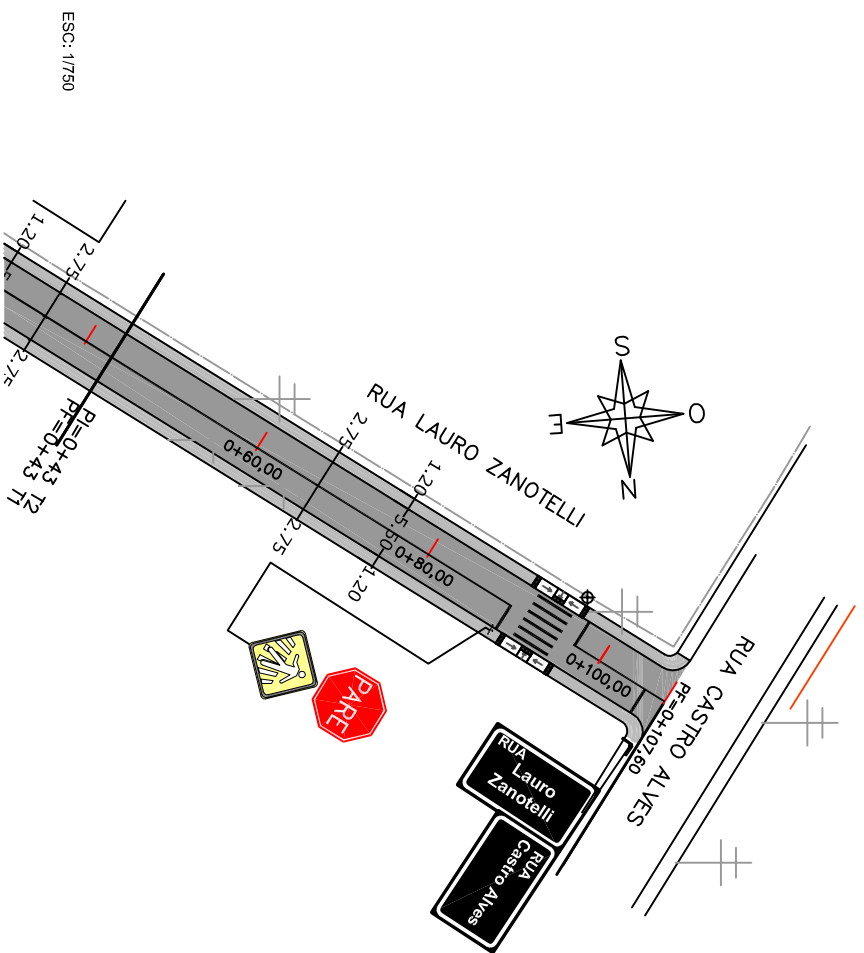 ESC: 1/750
1.20
2.75
2.75
PI=0+43 T2
PF=0+43 T1
0+60,00
2.75
2.75
RUA LAURO ZANOTELLI
1.20
5.50
1.20
0+80,00
S
E
O
N
0+100,00
PF=0+107,60
RUA CASTRO ALVES
PARE
RUA
Lauro
Zanotelli
RUA
Castro Alves